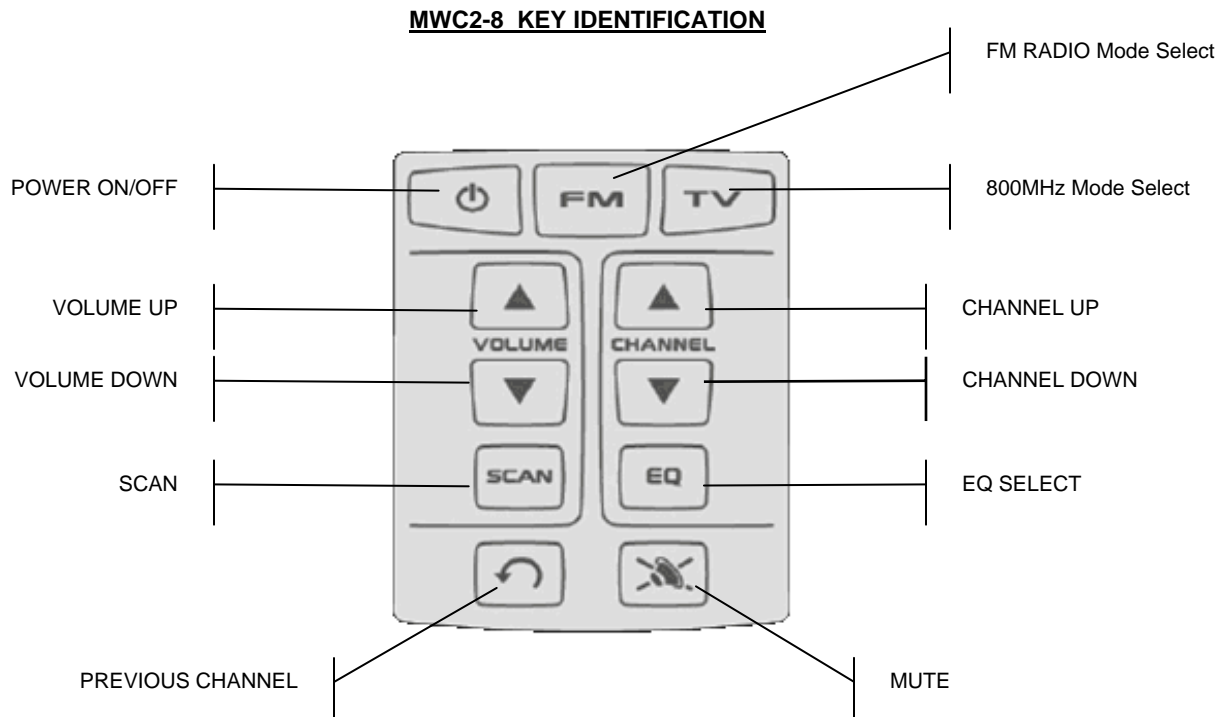 MWC2-8 KEY IDENTIFICATION
FM RADIO Mode Select
POWER ON/OFF
FM
TV
800MHz Mode Select
VOLUME UP
CHANNEL UP
VOLUME
CHANNEL
VOLUME DOWN
CHANNEL DOWN
SCAN
SCAN
EQ
EQ SELECT
PREVIOUS CHANNEL
MUTE